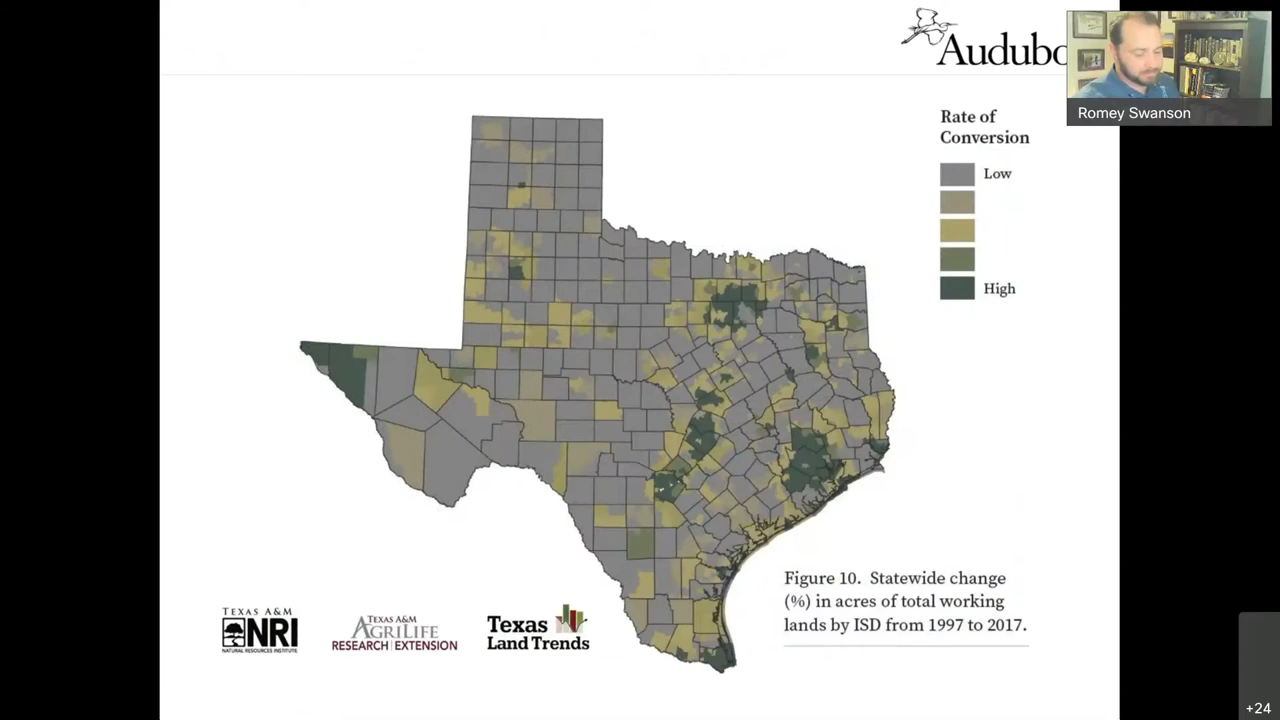 Audubo
Romey Swanson
Rate of
Conversion
Low
High
Figure 10. Statewide change
(%) in acres of total working
lands by ISD from 1997 to 2017.
TEXAS A&M
NRI
NATURAL RESOURCES INSTITUTE
TEXAS A&M
AGRILIFE
RESEARCH | EXTENSION
Texas
Land Trends
+24